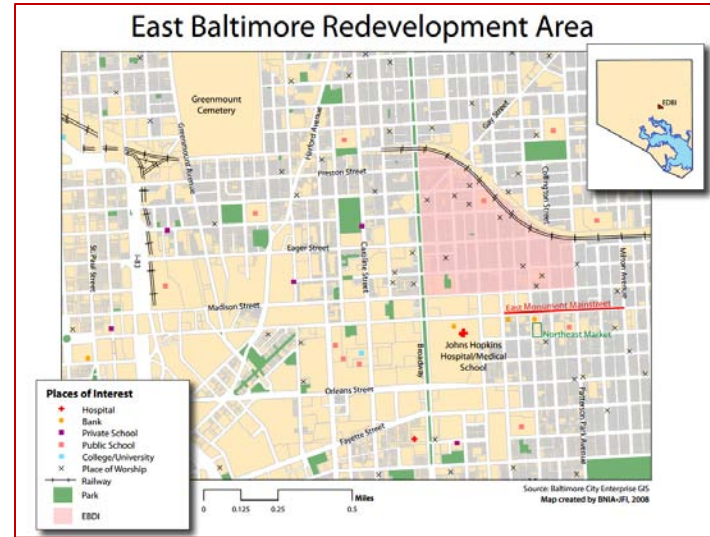 East Baltimore Redevelopment Area
EDBI
Greenmount
Cemetery
Greenmount Avenue
Harford Avenue
Gay Street
Preston Street
Collington Street
St. Paul Street
I-83
Eager Street
Caroline Street
Milson Avenue
Madison Street
East Monument Mainstreet
Johns Hopkins
Hospital/Medical
School
Northeast Market
Broadway
Orleans Street
Fayette Street
Patterson Park Avenue
Places of Interest
Hospital
Bank
Private School
Public School
College/University
Place of Worship
Railway
Park
EBDI
Miles
0 0.125 0.25 0.5
Source: Baltimore City Enterprise GIS
Map created by BNIA-JFI, 2008